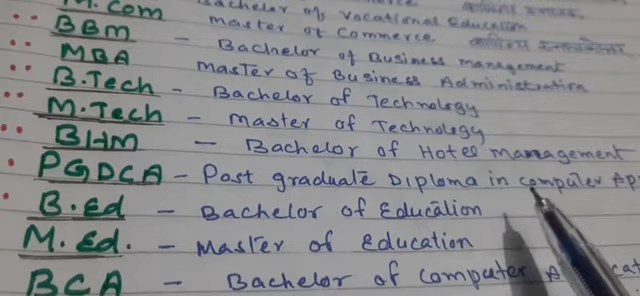 Bachelor of Vocational Education
M.Com Master of Commerce
BBM - Bachelor of Business management
MBA Master of Business Administration
B.Tech - Bachelor of Technology
M.Tech - Master of Technology
BHM - Bachelor of Hotel Management
PGDCA - Post graduate Diploma in computer Ap
B.Ed - Bachelor of Education
M.Ed. - Master of Education
BCA - Bachelor of Computer A